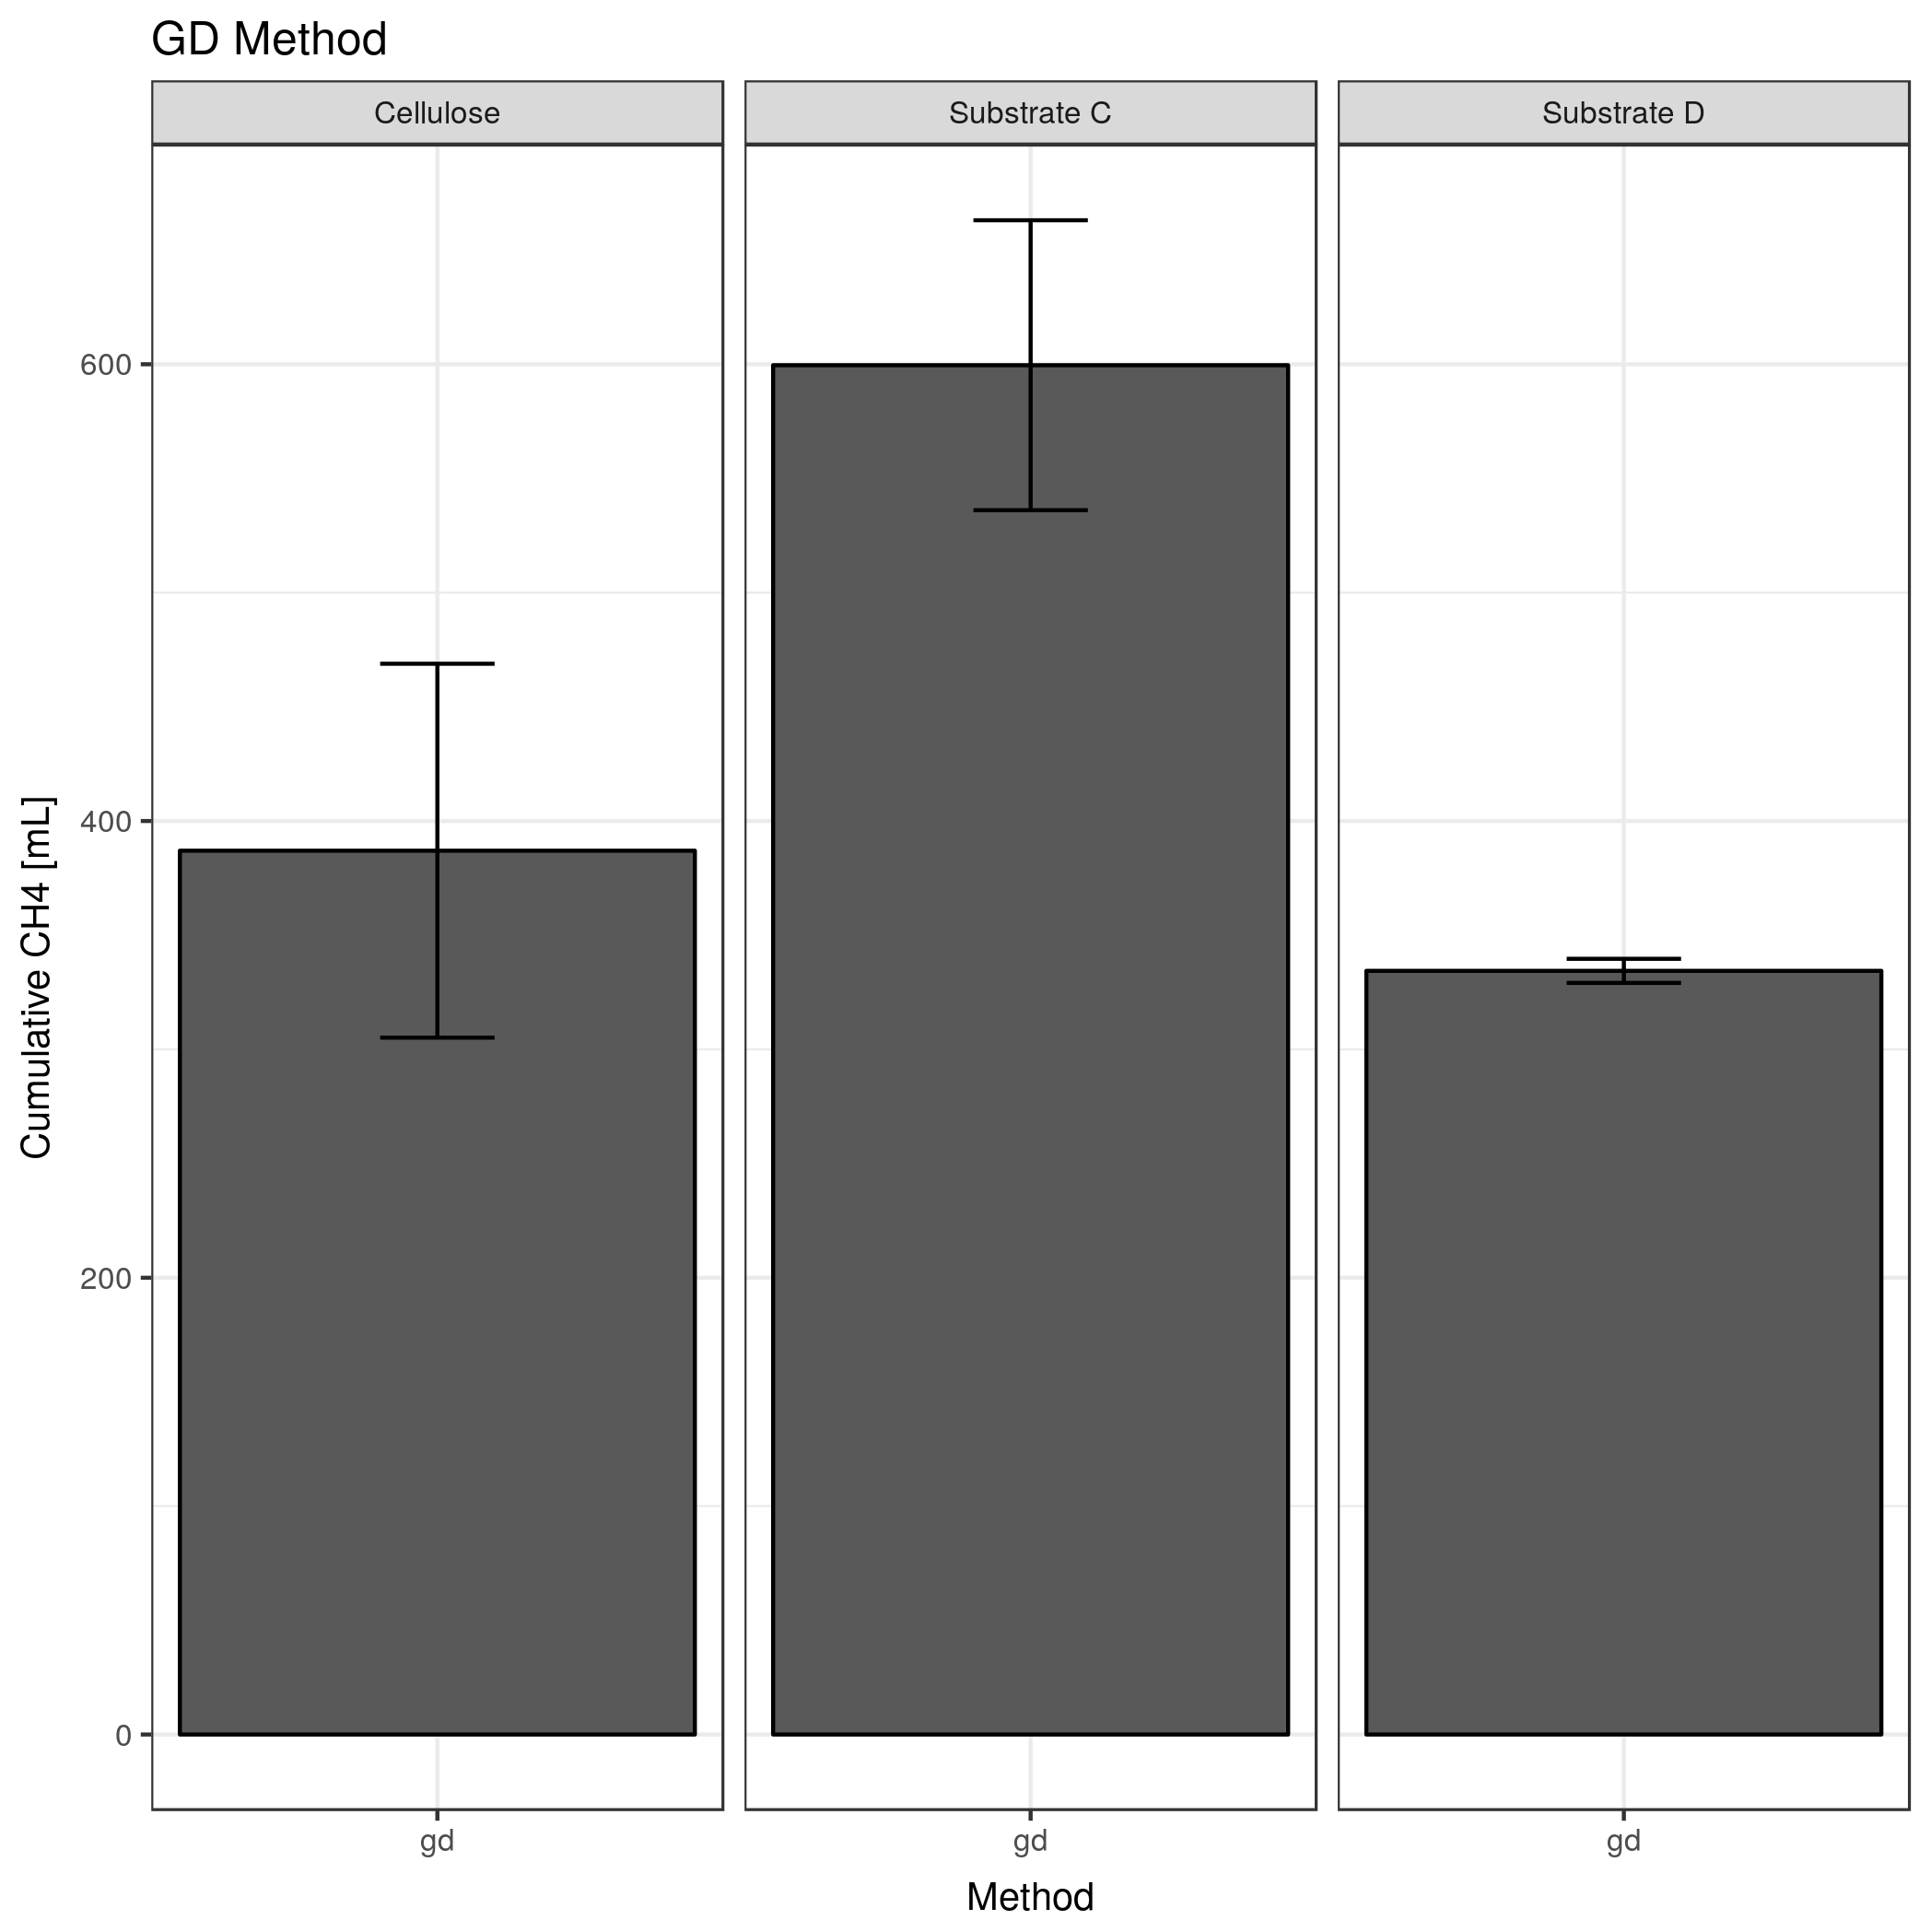 GD Method
Cellulose
Substrate C
Substrate D
Cumulative CH4 [mL]
600
400
200
0
gd
gd
gd
Method